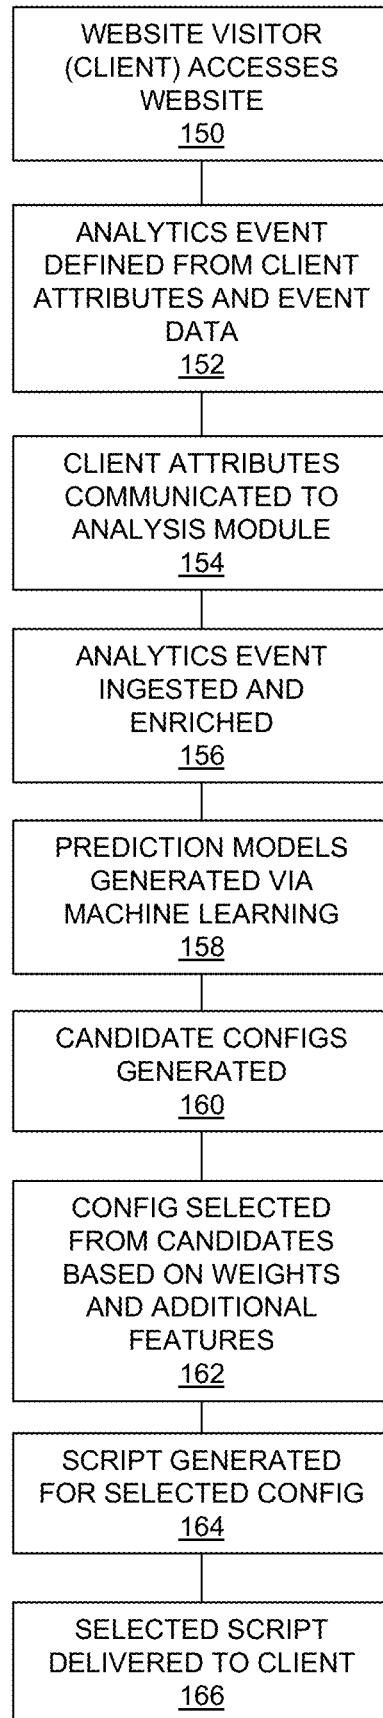 WEBSITE VISITOR
(CLIENT) ACCESSES
WEBSITE
150
ANALYTICS EVENT
DEFINED FROM CLIENT
ATTRIBUTES AND EVENT
DATA
152
CLIENT ATTRIBUTES
COMMUNICATED TO
ANALYSIS MODULE
154
ANALYTICS EVENT
INGESTED AND
ENRICHED
156
PREDICTION MODELS
GENERATED VIA
MACHINE LEARNING
158
CANDIDATE CONFIGS
GENERATED
160
CONFIG SELECTED
FROM CANDIDATES
BASED ON WEIGHTS
AND ADDITIONAL
FEATURES
162
SCRIPT GENERATED
FOR SELECTED CONFIG
164
SELECTED SCRIPT
DELIVERED TO CLIENT
166